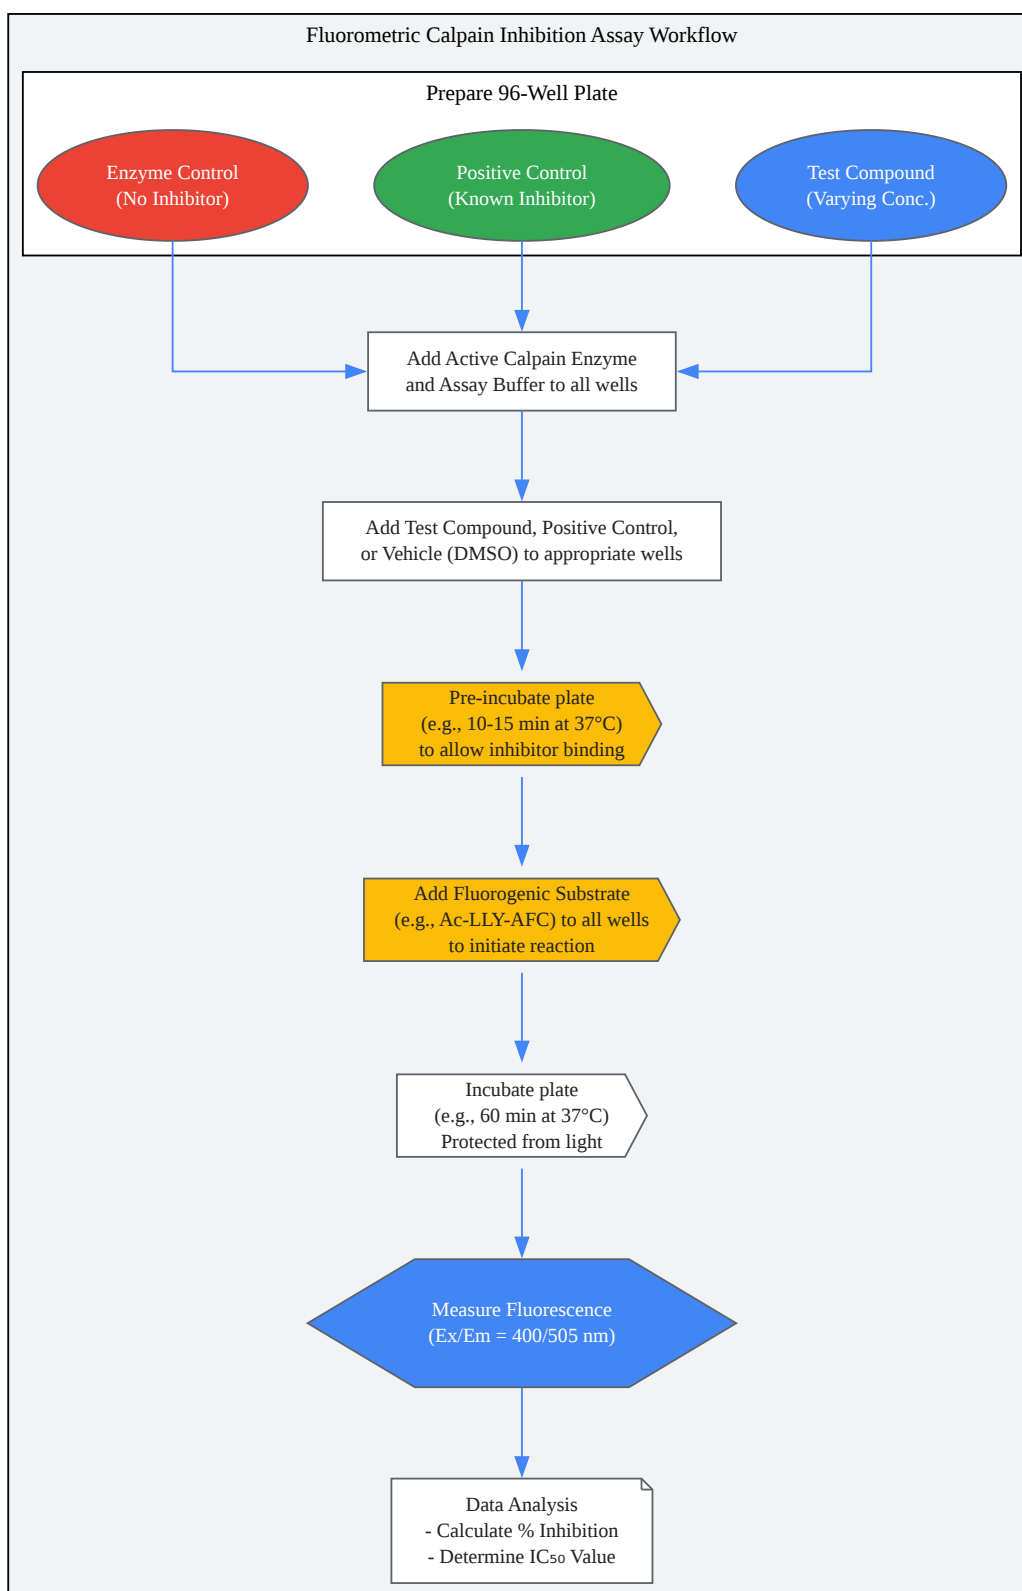 Fluorometric Calpain Inhibition Assay Workflow
Prepare 96-Well Plate
Enzyme Control
(No Inhibitor)
Positive Control
(Known Inhibitor)
Test Compound
(Varying Conc.)
Add Active Calpain Enzyme
and Assay Buffer to all wells
Add Test Compound, Positive Control,
or Vehicle (DMSO) to appropriate wells
Pre-incubate plate
(e.g., 10-15 min at 37°C)
to allow inhibitor binding
Add Fluorogenic Substrate
(e.g., Ac-LLY-AFC) to all wells
to initiate reaction
Incubate plate
(e.g., 60 min at 37°C)
Protected from light
Measure Fluorescence
(Ex/Em = 400/505 nm)
Data Analysis
- Calculate % Inhibition
- Determine IC₅₀ Value